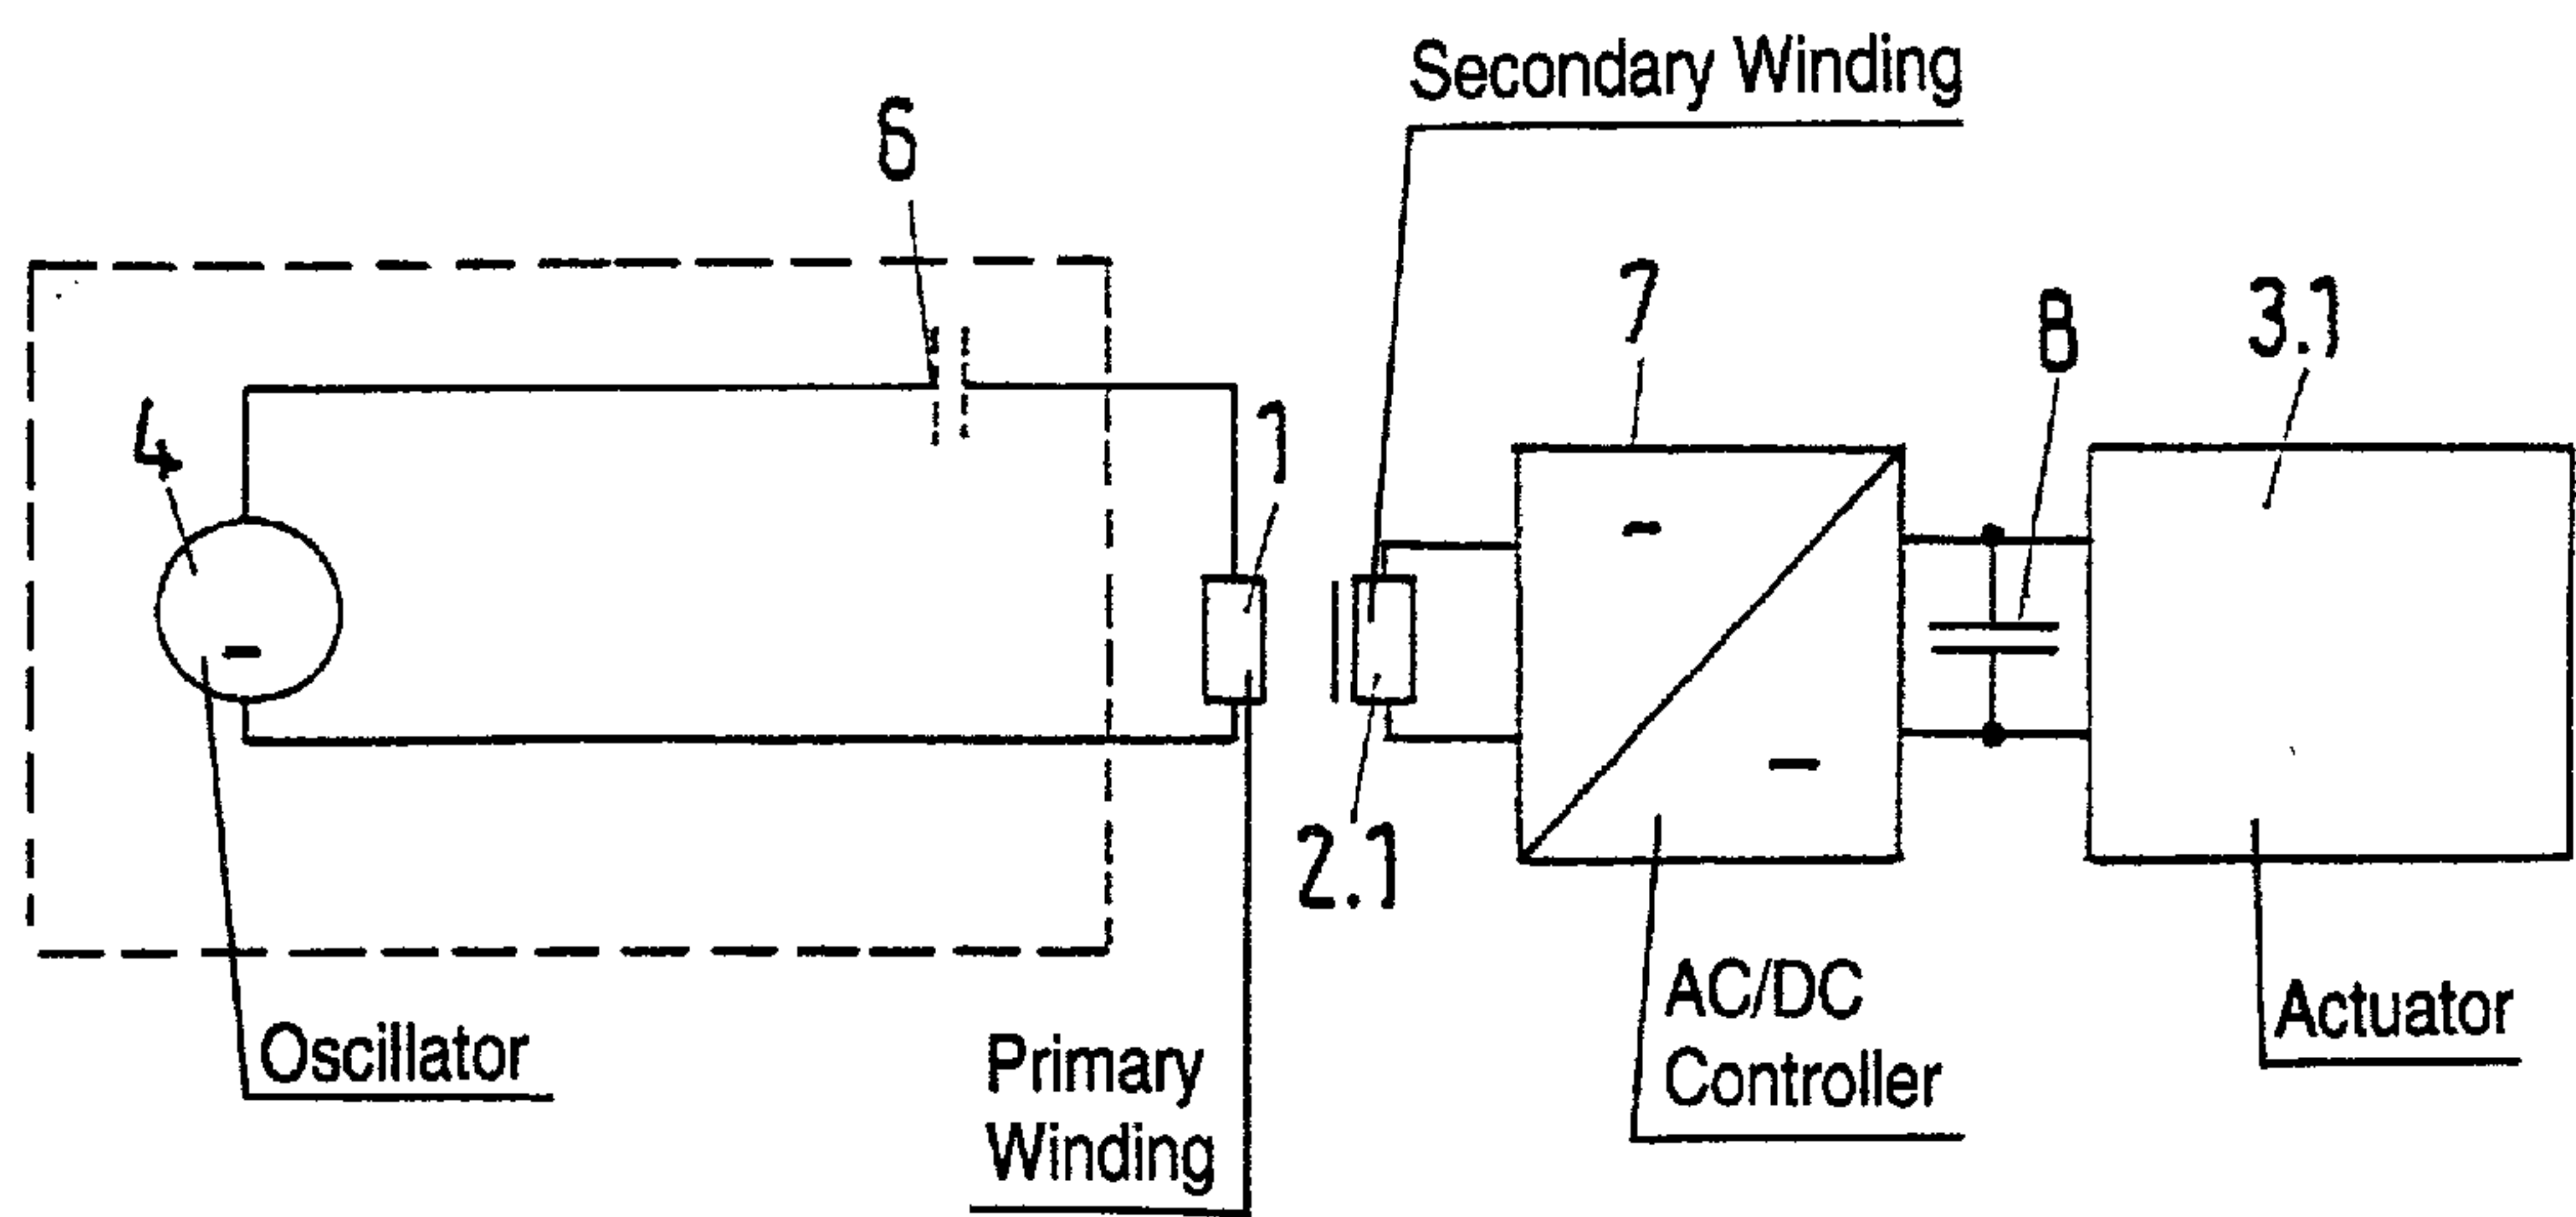 Secondary Winding
6
7
8
3.1
4
1
2.1
Oscillator
Primary
Winding
AC/DC
Controller
Actuator